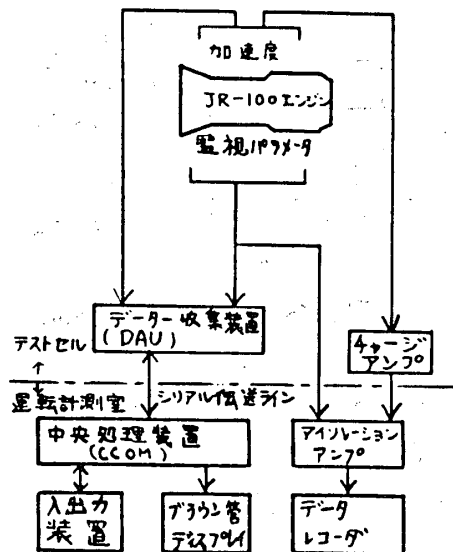 加速度
JR-100エンジン
監視パラメータ
データー収集装置
(DAU)
チャージ
アンプ
テストセル
運転計測室
シリアル伝送ライン
中央処理装置
(CCOM)
アイソレーション
アンプ
入出力
装置
ブラウン管
ディスプレイ
データ
レコーダ